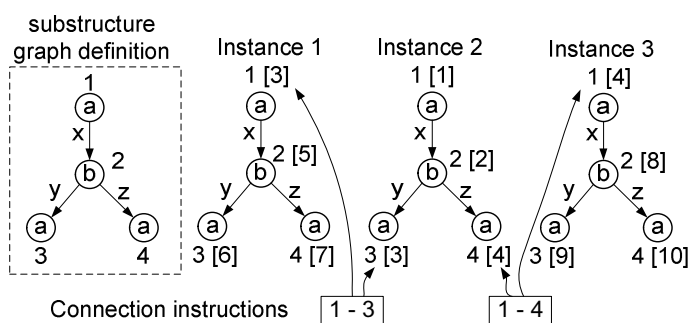 substructure
graph definition
Instance 1
Instance 2
Instance 3
1
1 [3]
1 [1]
1 [4]
a
a
a
a
x
x
x
x
b
2
b
2 [5]
b
2 [2]
b
2 [8]
y
z
y
z
y
z
y
z
a
a
a
a
a
a
a
a
3
4
3 [6]
4 [7]
3 [3]
4 [4]
3 [9]
4 [10]
Connection instructions
1 - 3
1 - 4